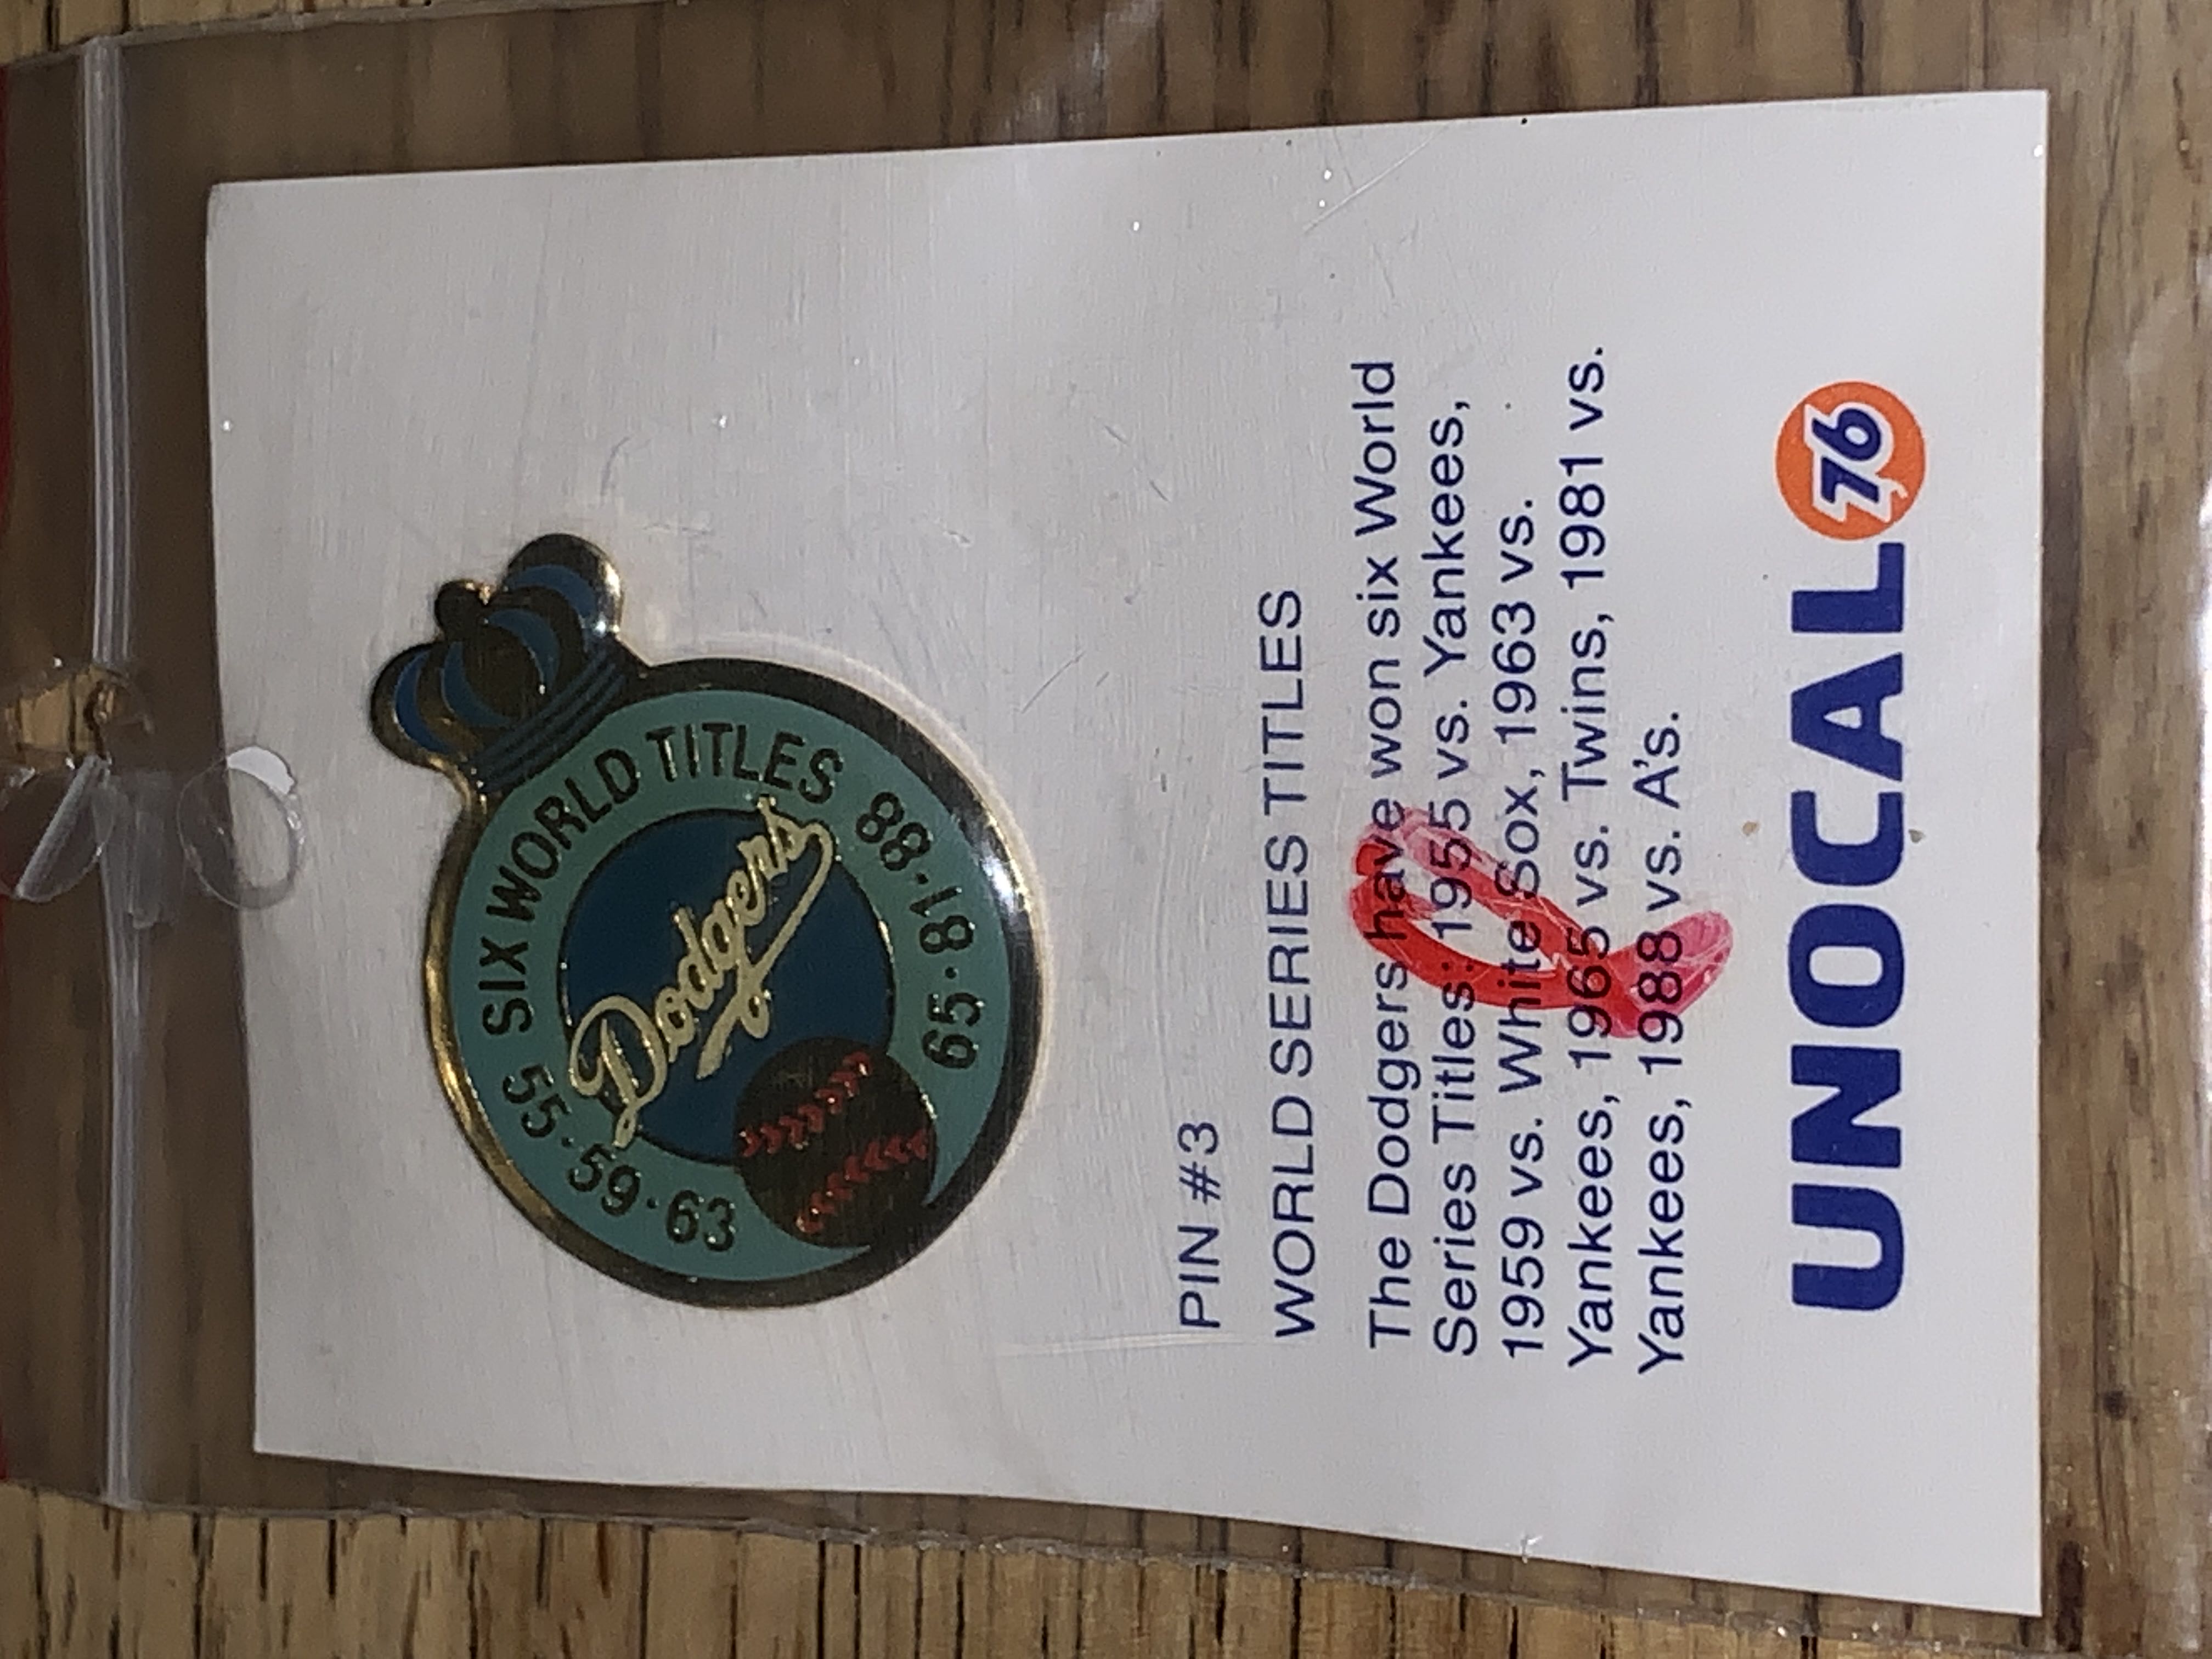 SIX WORLD TITLES
55·59·63
65·81·88
Dodgers
PIN #3
WORLD SERIES TITLES
The Dodgers have won six World
Series Titles: 1955 vs. Yankees,
1959 vs. White Sox, 1963 vs.
Yankees, 1965 vs. Twins, 1981 vs.
Yankees, 1988 vs. A's.
UNOCAL 76